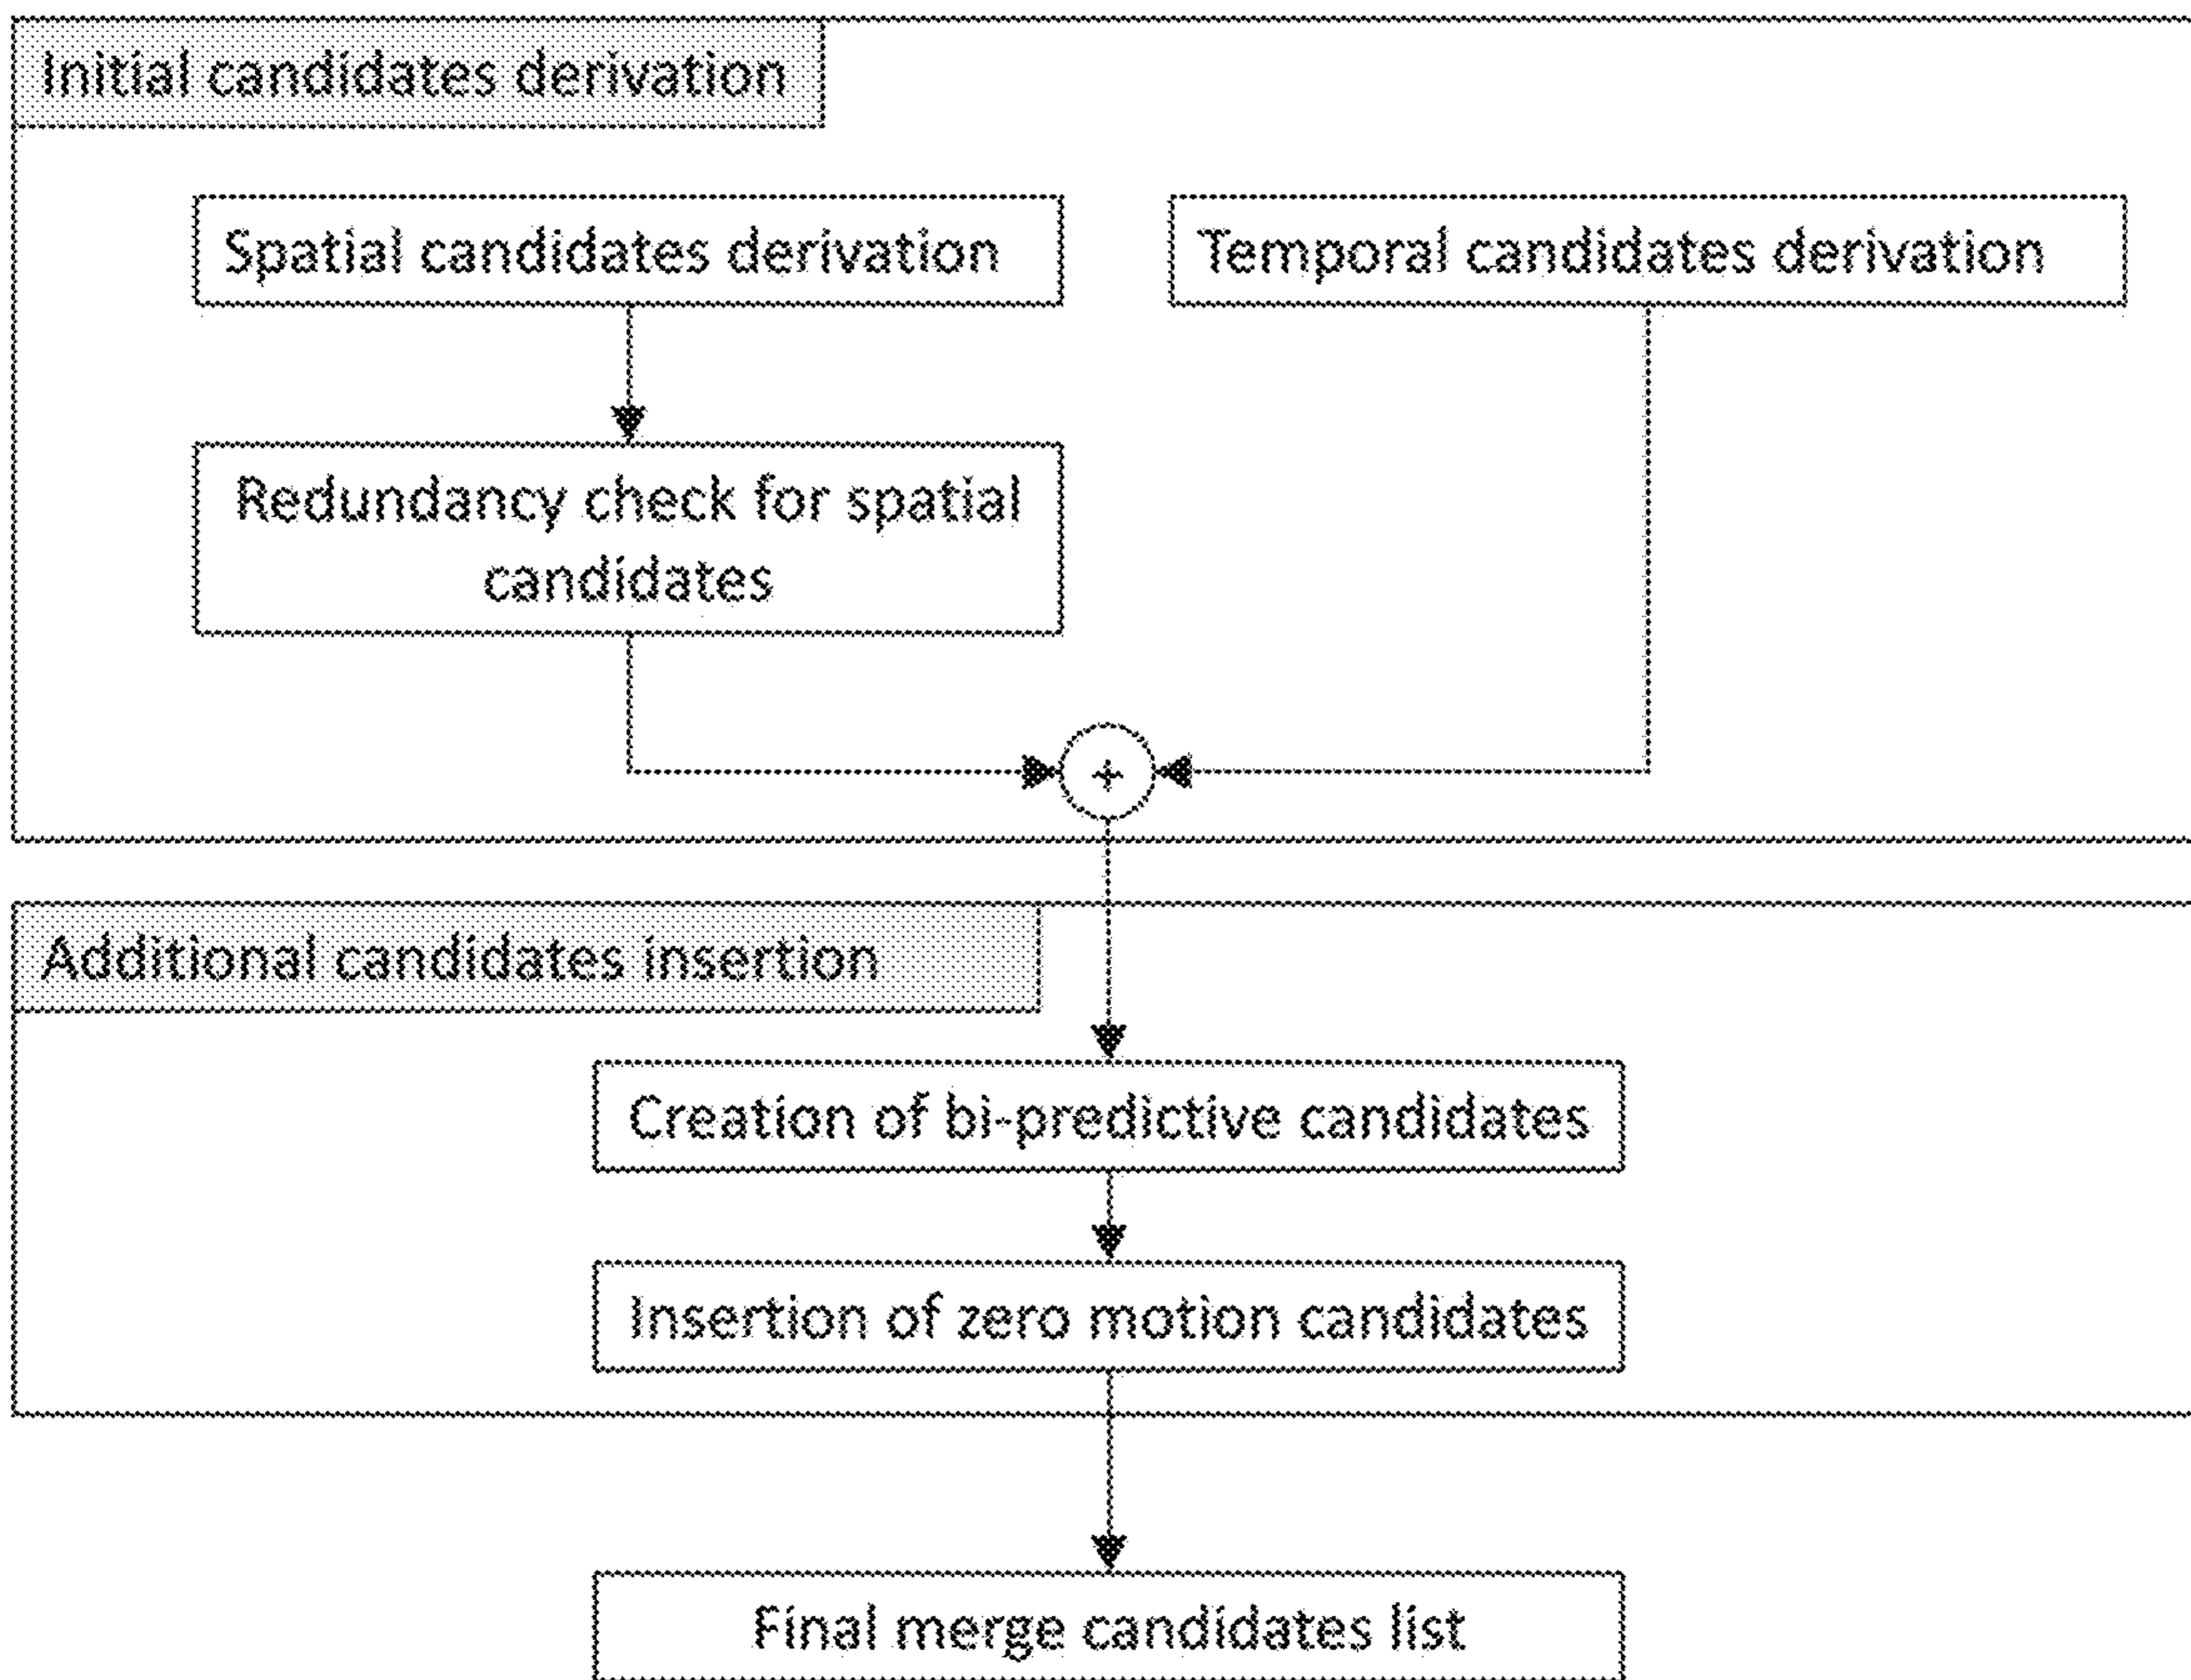 Initial candidates derivation
Spatial candidates derivation
Temporal candidates derivation
Redundancy check for spatial
candidates
+
Additional candidates insertion
Creation of bi-predictive candidates
Insertion of zero motion candidates
Final merge candidates list